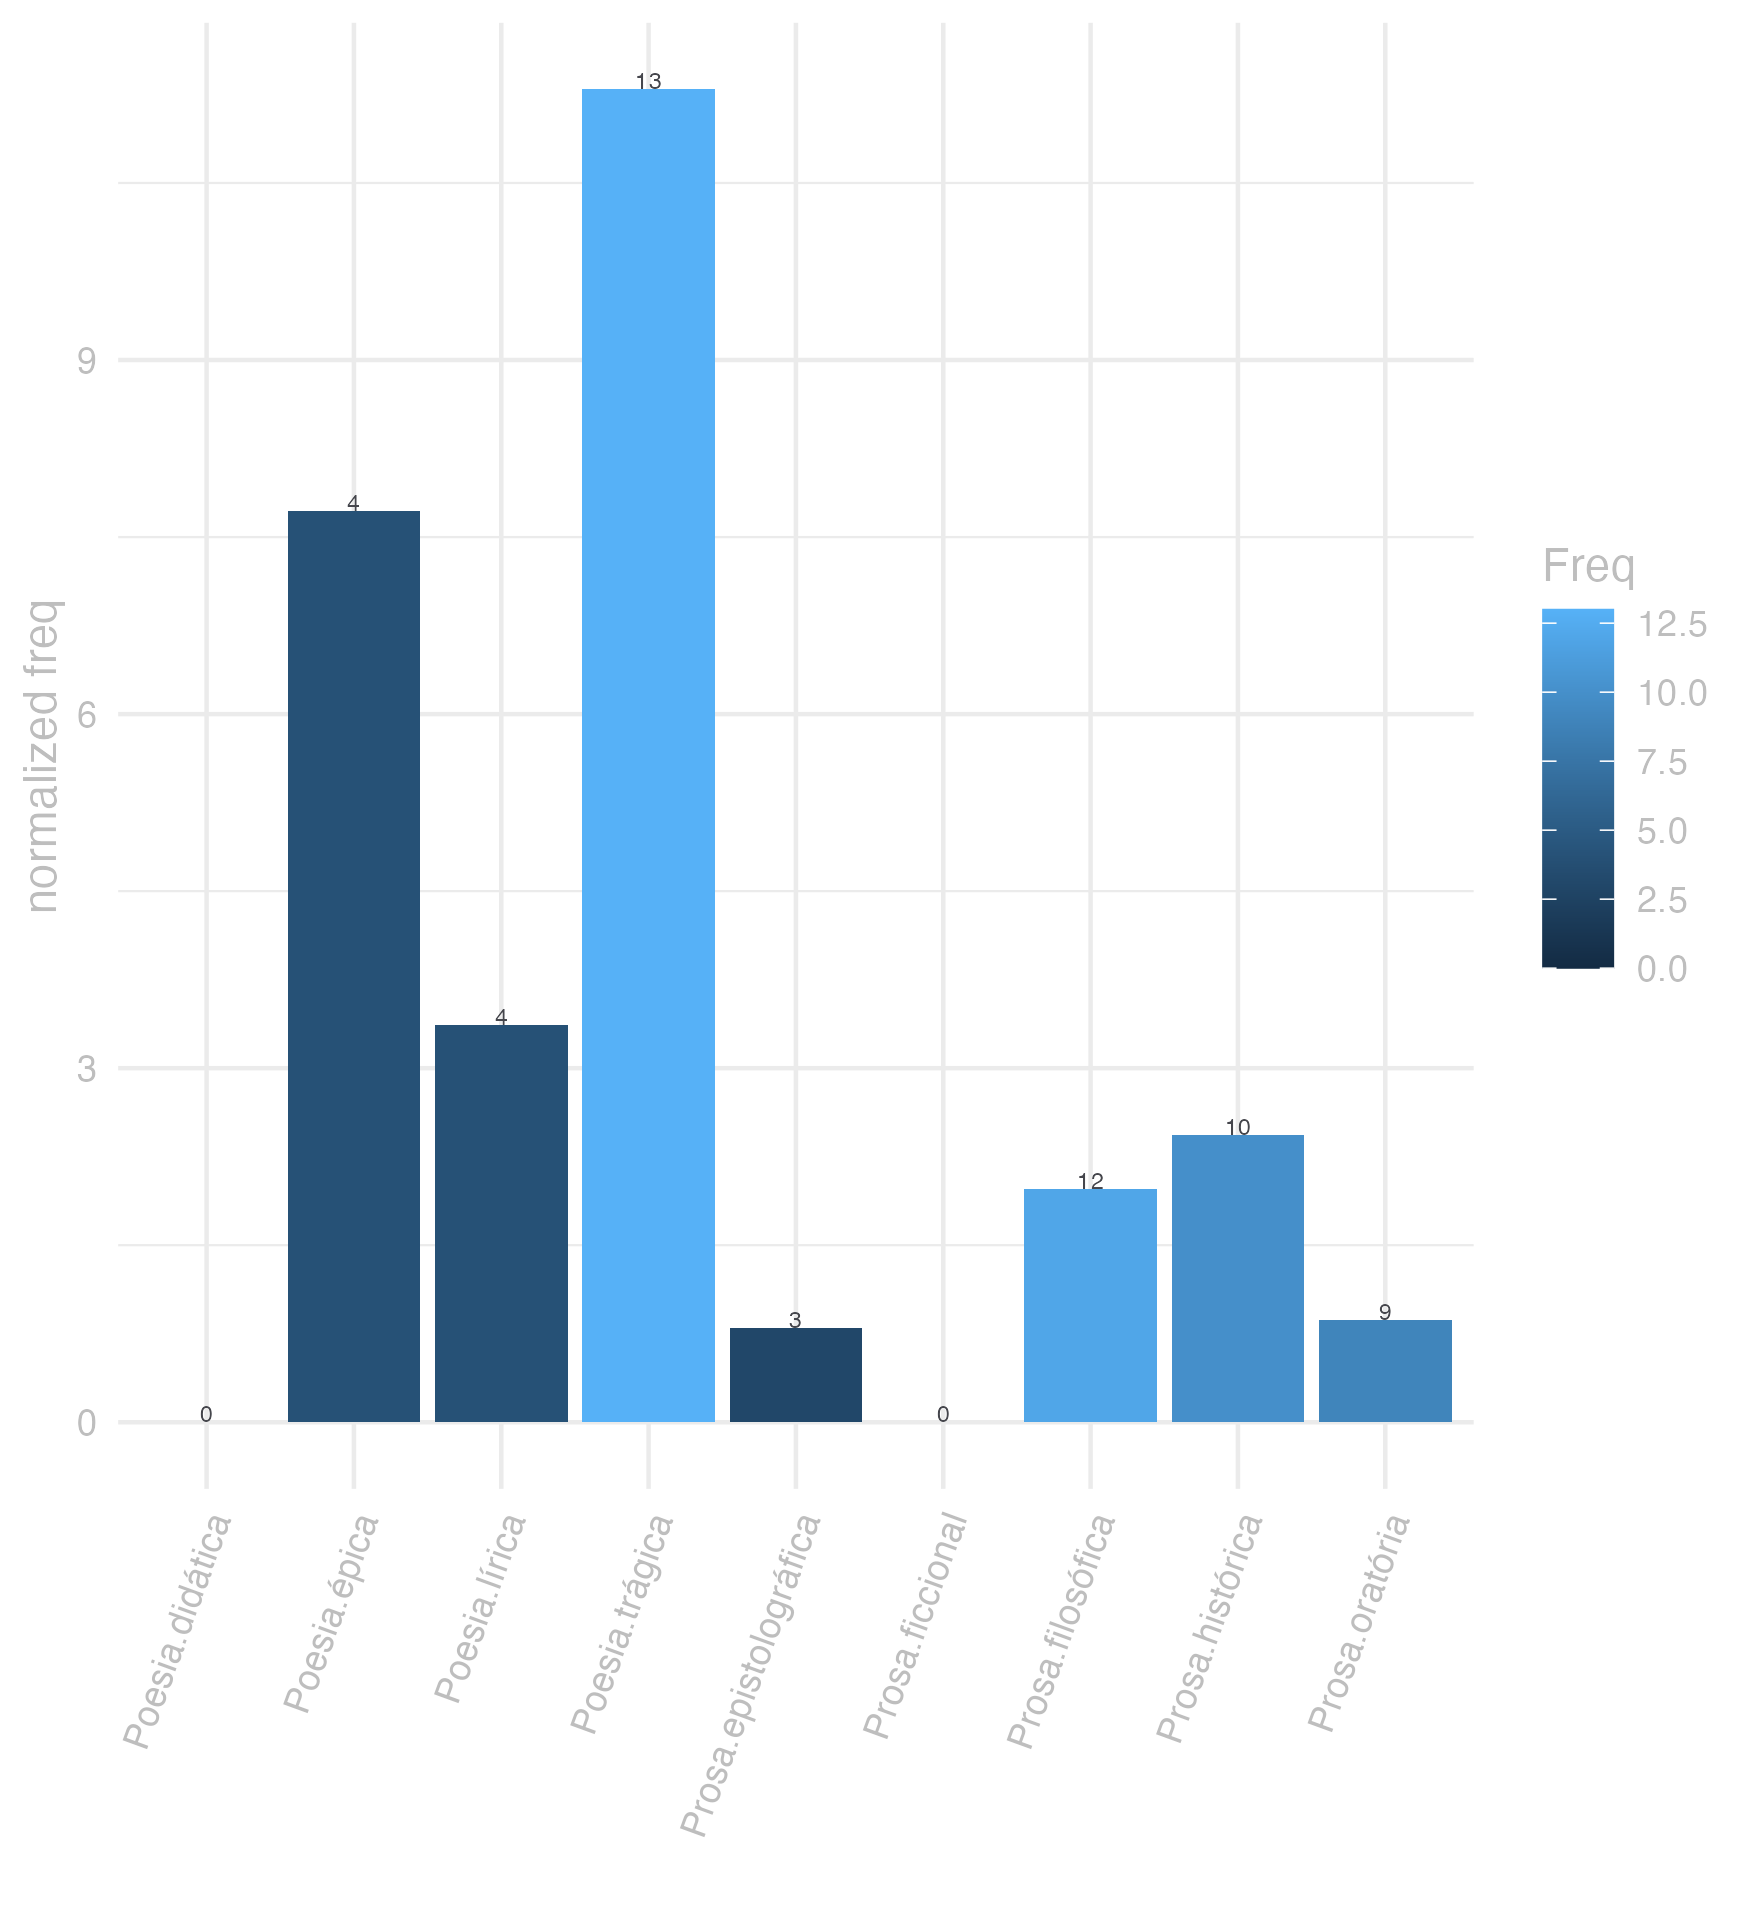 normalized freq
9
6
3
0
0
4
4
13
3
0
12
10
9
Poesia.didática
Poesia.épica
Poesia.lírica
Poesia.trágica
Prosa.epistolográfica
Prosa.ficcional
Prosa.filosófica
Prosa.histórica
Prosa.oratória
Freq
12.5
10.0
7.5
5.0
2.5
0.0